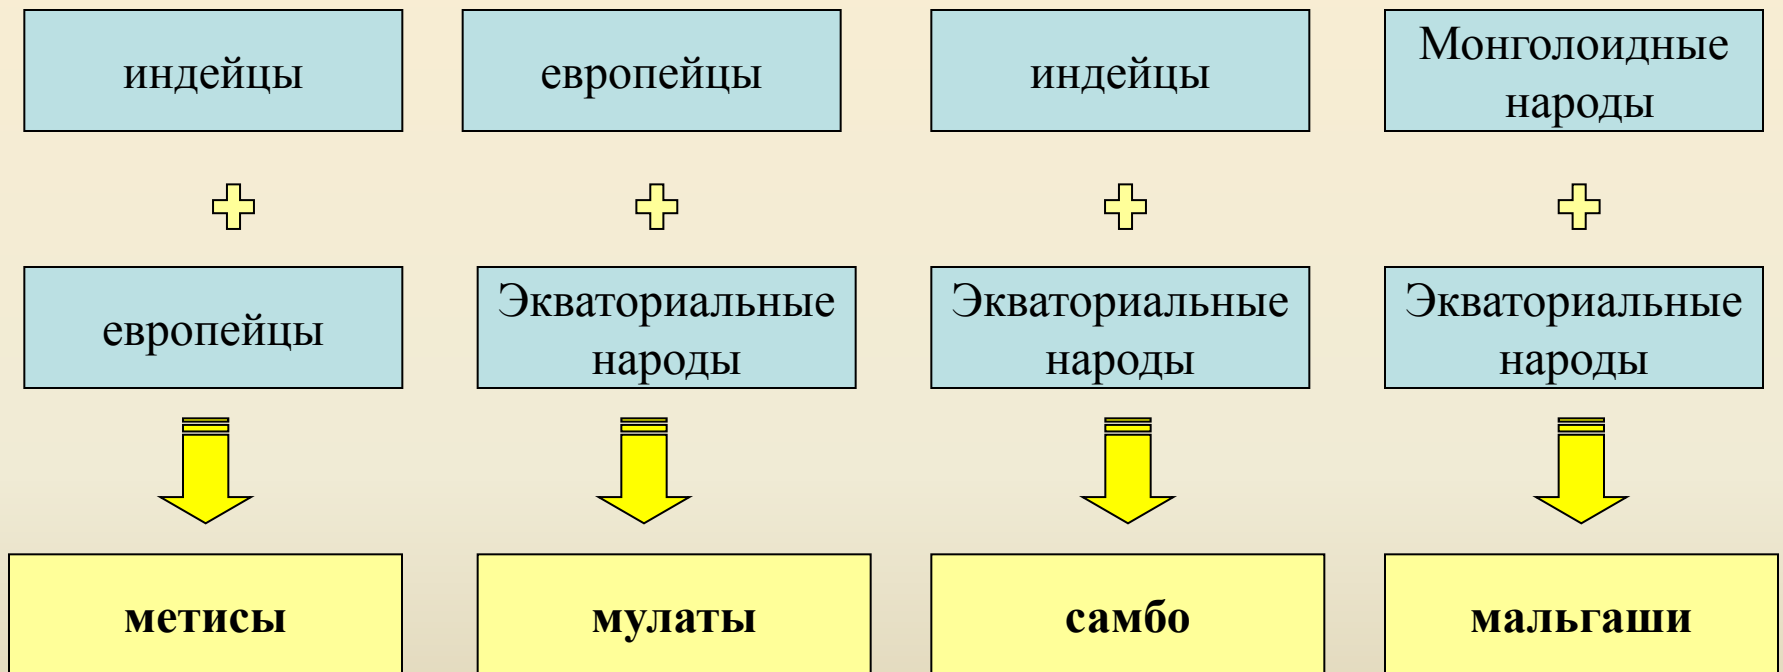 индейцы
европейцы
индейцы
Монголоидные
народы
европейцы
Экваториальные
народы
Экваториальные
народы
Экваториальные
народы
метисы
мулаты
самбо
мальгаши